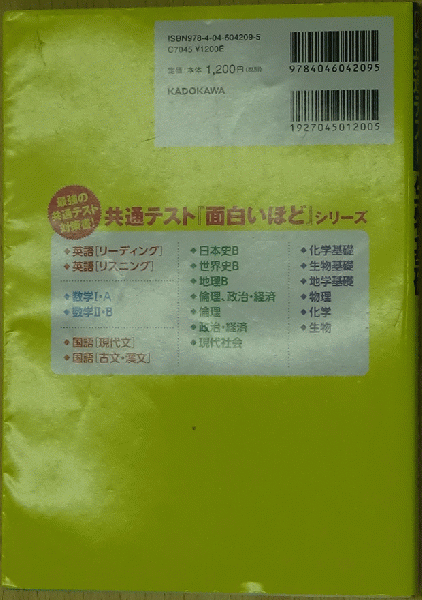 ISBN978-4-04-604209-5
C7045 ¥1200E
定価 本体 1,200円(税別)
KADOKAWA
9784046042095
1927045012005
最強の
共通テスト
対策書
共通テスト『面白いほど』シリーズ
英語[リーディング]
英語[リスニング]
数学Ⅰ・A
数学Ⅱ・B
国語[現代文]
国語[古文・漢文]
日本史B
世界史B
地理B
倫理、政治・経済
倫理
政治・経済
現代社会
化学基礎
生物基礎
地学基礎
物理
化学
生物